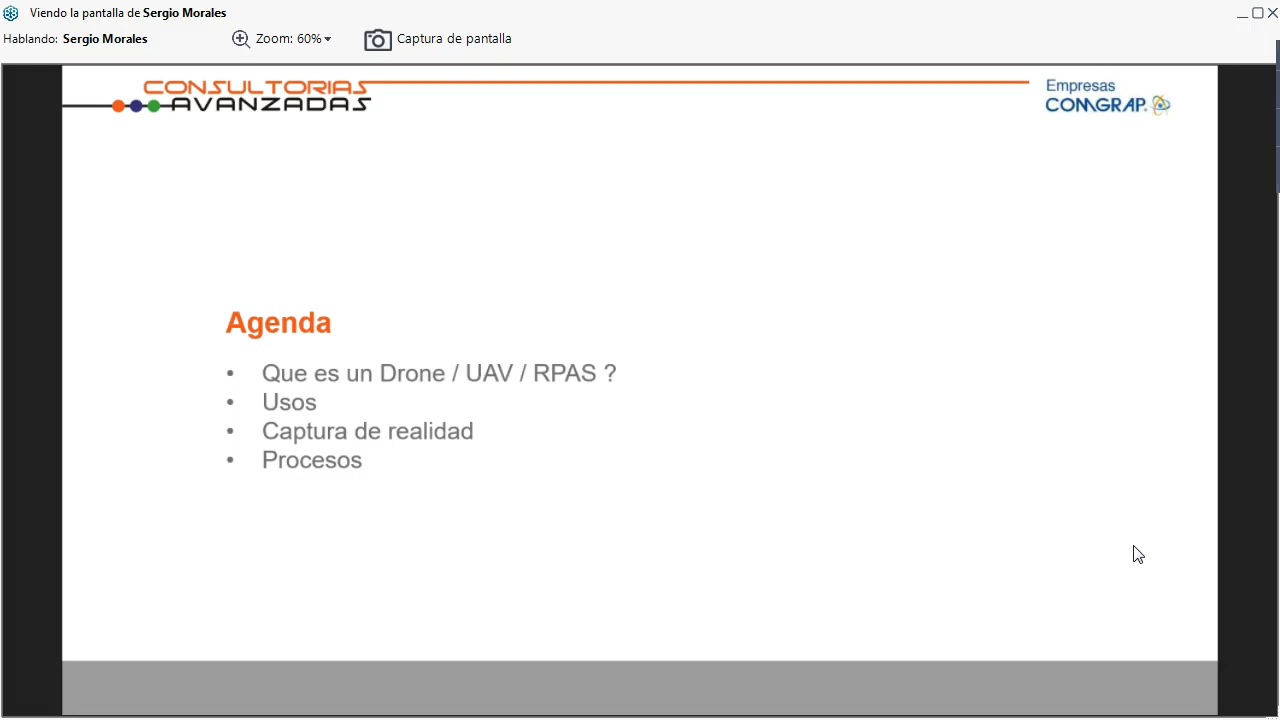 Viendo la pantalla de Sergio Morales
Hablando: Sergio Morales
Zoom: 60%
Captura de pantalla
CONSULTORIAS
AVANZADAS
Empresas
COMGRAP.
Agenda
• Que es un Drone / UAV / RPAS ?
• Usos
• Captura de realidad
• Procesos